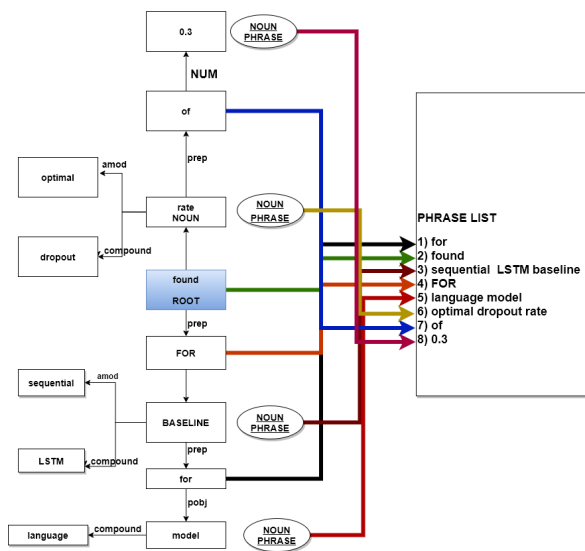 0.3
NOUN
PHRASE
NUM
of
prep
amod
optimal
rate
NOUN
NOUN
PHRASE
dropout
compound
found
ROOT
prep
FOR
sequential
amod
BASELINE
NOUN
PHRASE
prep
LSTM
compound
for
pobj
language
compound
model
NOUN
PHRASE
PHRASE LIST
1) for
2) found
3) sequential LSTM baseline
4) FOR
5) language model
6) optimal dropout rate
7) of
8) 0.3